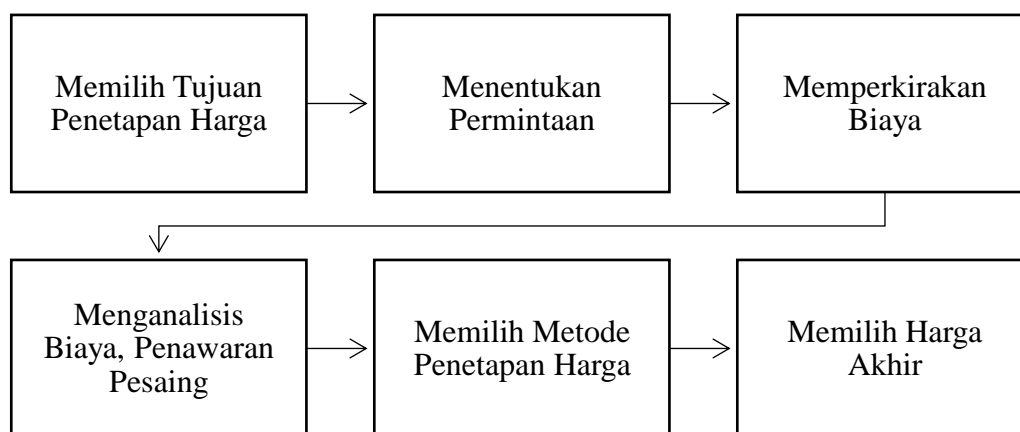 Memilih Tujuan
Penetapan Harga
Menentukan
Permintaan
Memperkirakan
Biaya
Menganalisis
Biaya, Penawaran
Pesaing
Memilih Metode
Penetapan Harga
Memilih Harga
Akhir